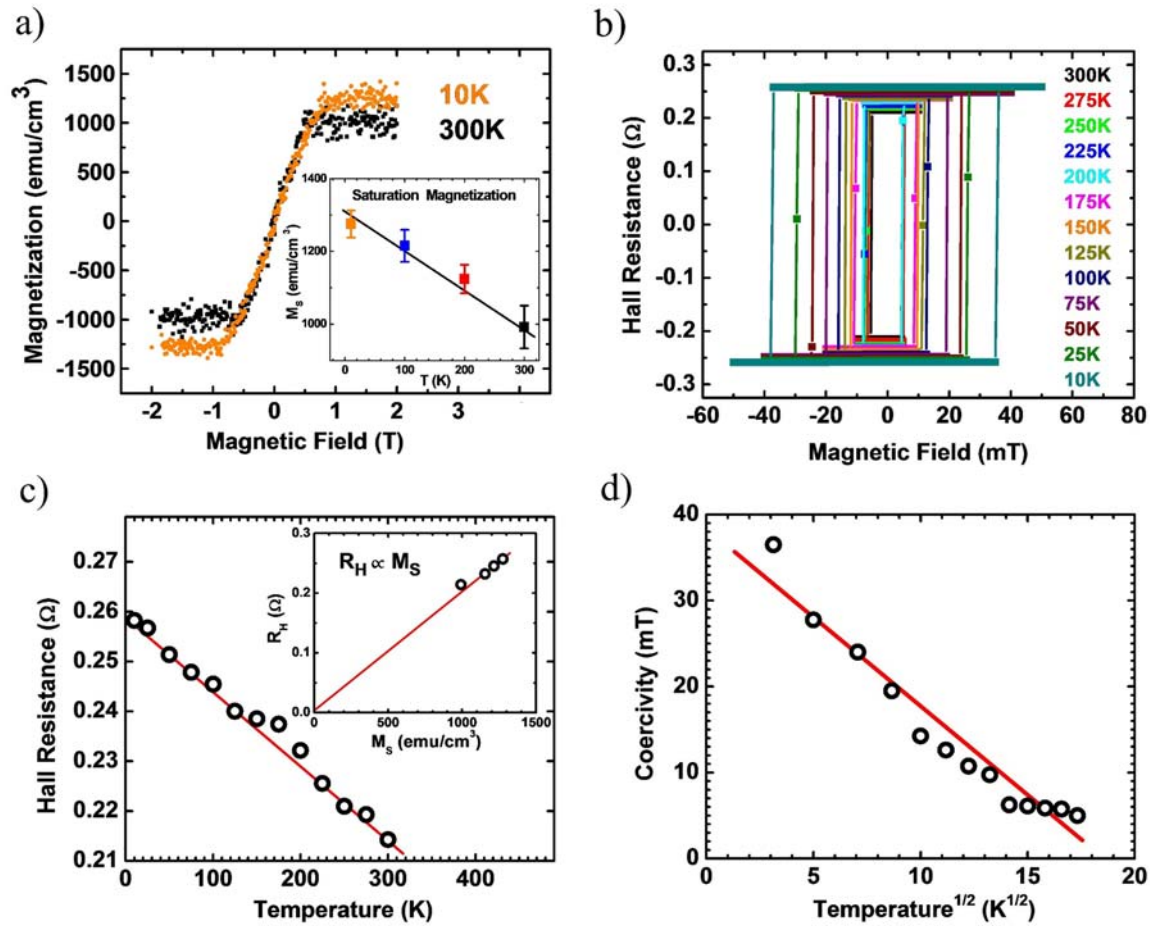 a)
Magnetization (emu/cm³)
1500
1000
500
0
-500
-1000
-1500
10K
300K
Saturation Magnetization
Mₛ (emu/cm³)
1400
1200
1000
0 100 200 300
T (K)
-2 -1 0 1 2 3
Magnetic Field (T)
b)
Hall Resistance (Ω)
0.3
0.2
0.1
0.0
-0.1
-0.2
-0.3
300K
275K
250K
225K
200K
175K
150K
125K
100K
75K
50K
25K
10K
-60 -40 -20 0 20 40 60 80
Magnetic Field (mT)
c)
Hall Resistance (Ω)
0.27
0.26
0.25
0.24
0.23
0.22
0.21
R_H ∝ Mₛ
R_H (Ω)
0.3
0.2
0.1
0.0
0 500 1000 1500
Mₛ (emu/cm³)
0 100 200 300 400
Temperature (K)
d)
Coercivity (mT)
40
30
20
10
0
0 5 10 15 20
Temperature¹ᐟ² (K¹ᐟ²)